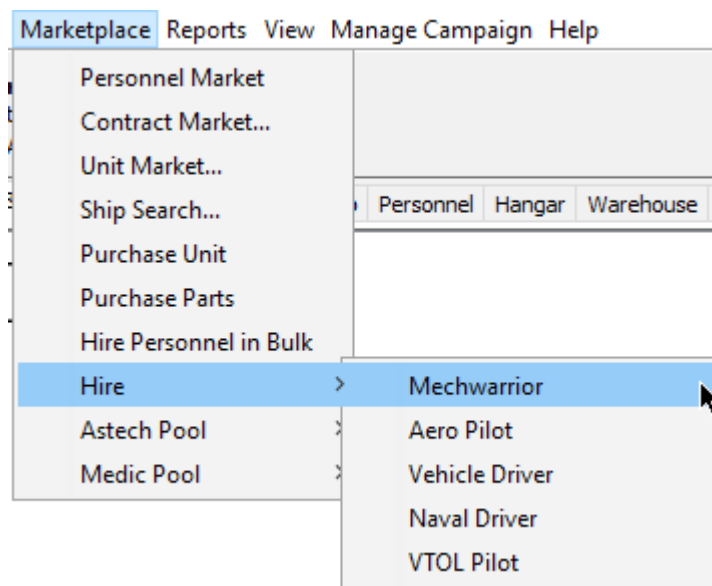 Marketplace Reports View Manage Campaign Help
Personnel Market
Contract Market...
Unit Market...
Ship Search...
Personnel Hangar Warehouse
Purchase Unit
Purchase Parts
Hire Personnel in Bulk
Hire
Mechwarrior
Astech Pool
Aero Pilot
Medic Pool
Vehicle Driver
Naval Driver
VTOL Pilot